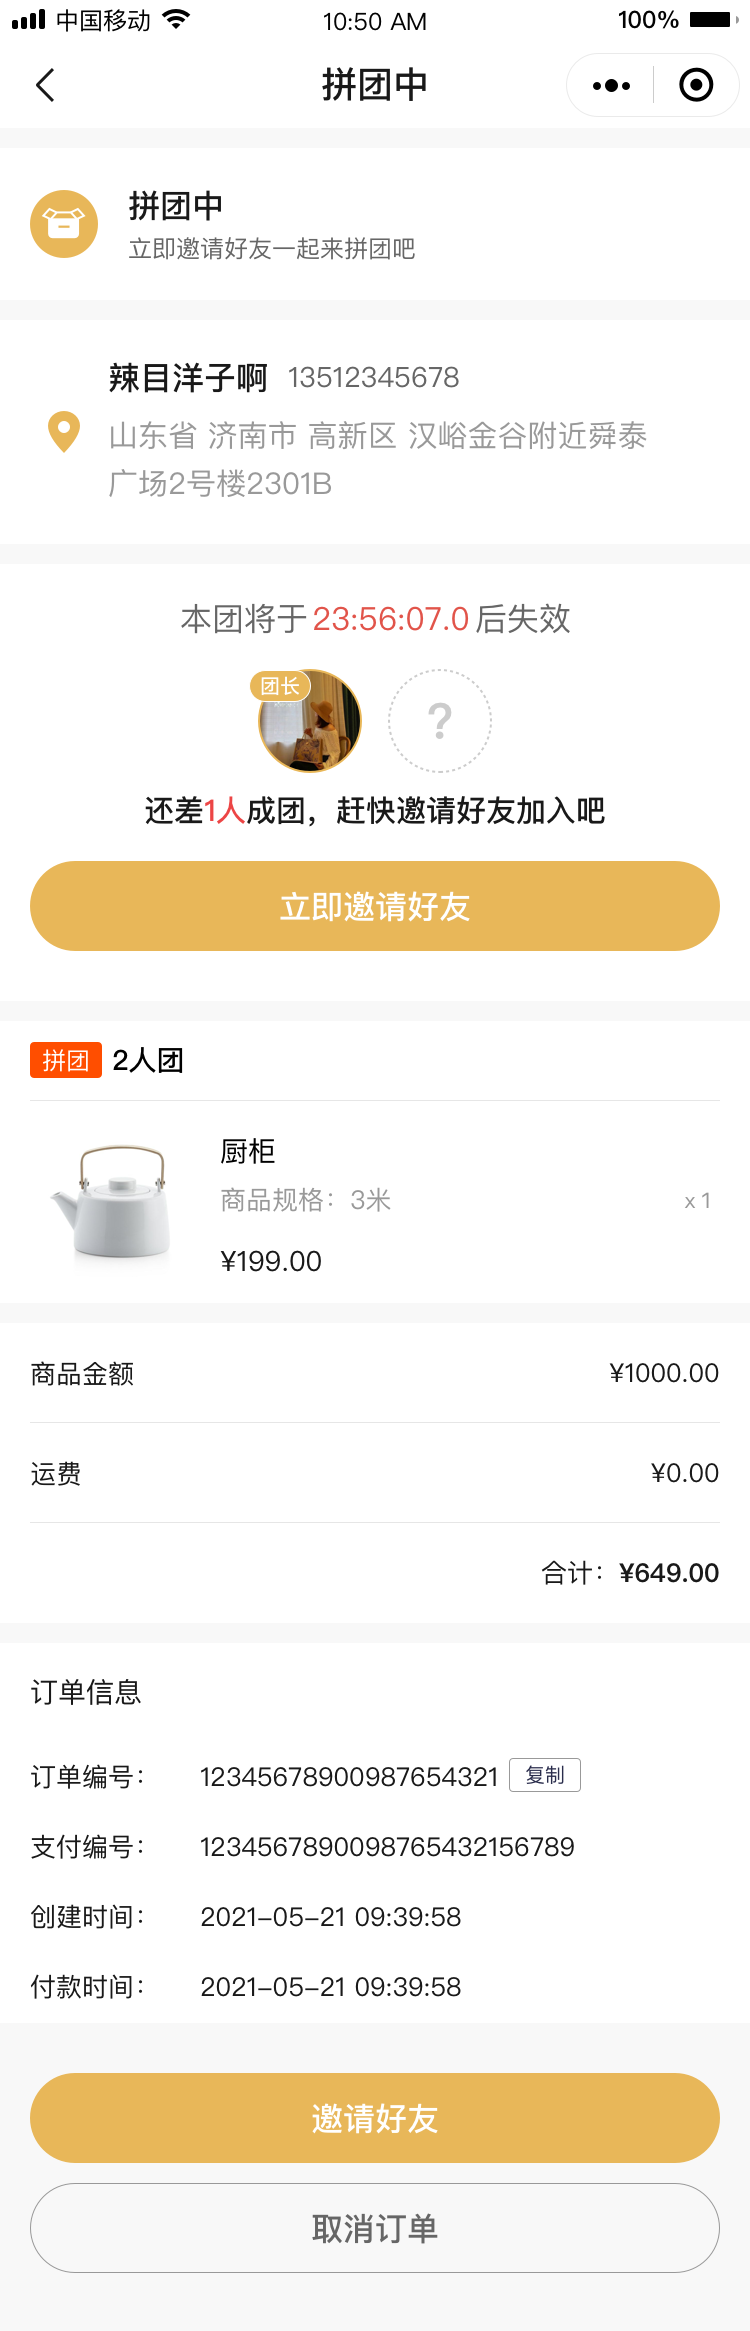 中国移动 10:50 AM 100%
拼团中
拼团中
立即邀请好友一起来拼团吧
辣目洋子啊 13512345678
山东省 济南市 高新区 汉峪金谷附近舜泰
广场2号楼2301B
本团将于23:56:07.0后失效
团长
?
还差1人成团，赶快邀请好友加入吧
立即邀请好友
拼团 2人团
厨柜
商品规格：3米 x 1
¥199.00
商品金额 ¥1000.00
运费 ¥0.00
合计：¥649.00
订单信息
订单编号： 12345678900987654321 复制
支付编号： 1234567890098765432156789
创建时间： 2021-05-21 09:39:58
付款时间： 2021-05-21 09:39:58
邀请好友
取消订单